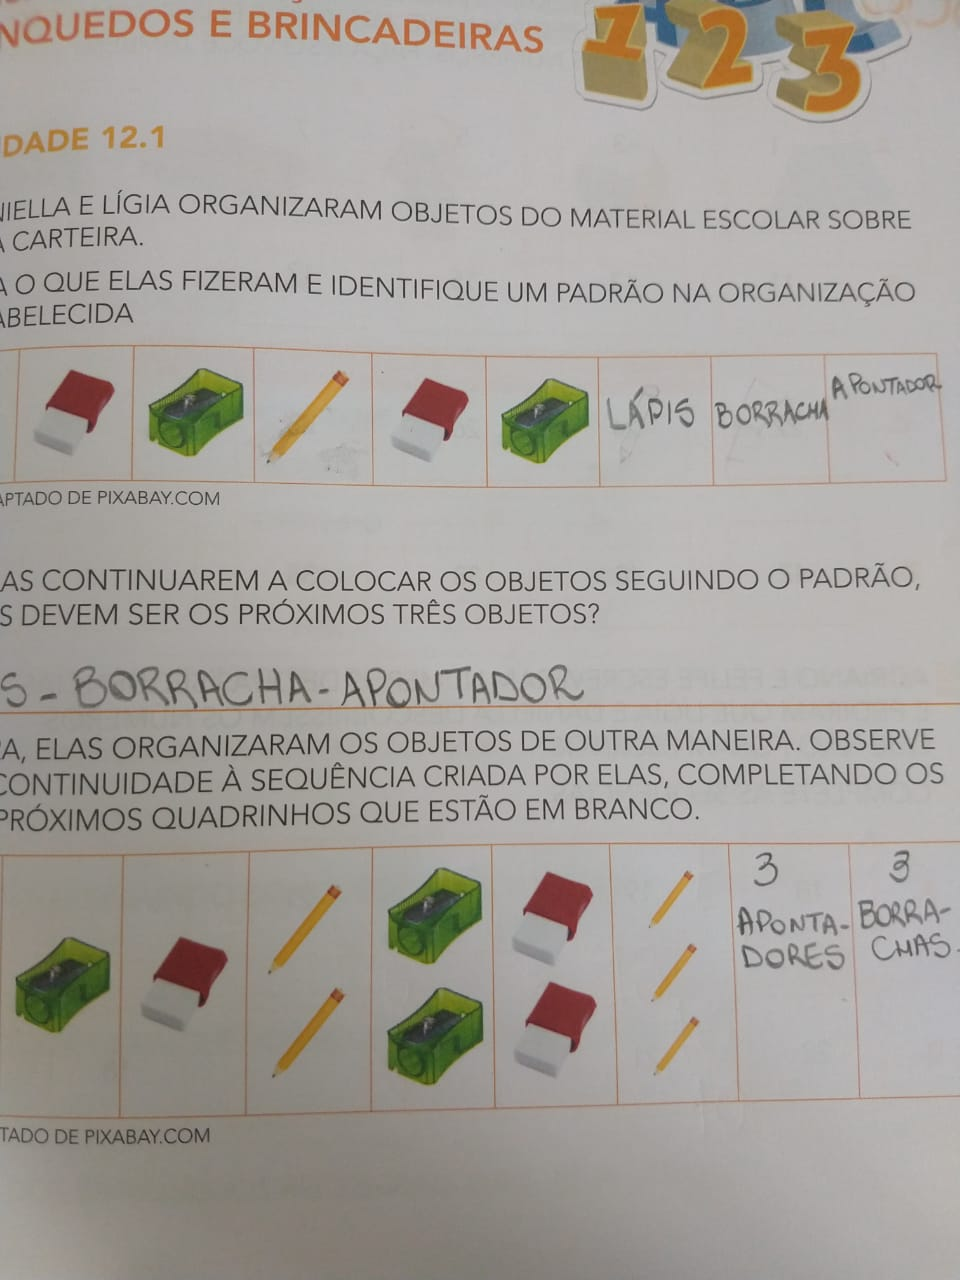 NQUEDOS E BRINCADEIRAS
123
DADE 12.1
NIELLA E LÍGIA ORGANIZARAM OBJETOS DO MATERIAL ESCOLAR SOBRE
A CARTEIRA.
A O QUE ELAS FIZERAM E IDENTIFIQUE UM PADRÃO NA ORGANIZAÇÃO
ABELECIDA
LÁPIS BORRACHA APONTADOR
APTADO DE PIXABAY.COM
AS CONTINUAREM A COLOCAR OS OBJETOS SEGUINDO O PADRÃO,
S DEVEM SER OS PRÓXIMOS TRÊS OBJETOS?
S - BORRACHA - APONTADOR
RA, ELAS ORGANIZARAM OS OBJETOS DE OUTRA MANEIRA. OBSERVE
CONTINUIDADE À SEQUÊNCIA CRIADA POR ELAS, COMPLETANDO OS
PRÓXIMOS QUADRINHOS QUE ESTÃO EM BRANCO.
3
APONTA-
DORES
3
BORRA-
CHAS.
TADO DE PIXABAY.COM